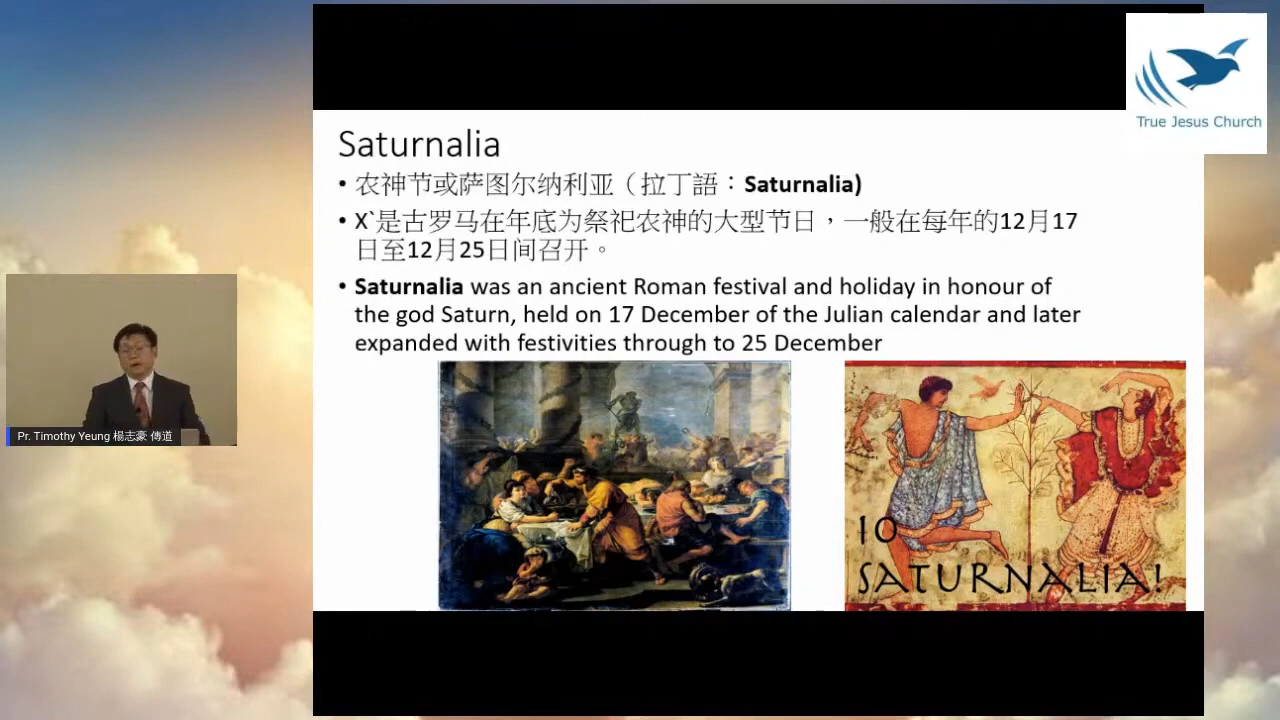 Saturnalia
• 农神节或萨图尔纳利亚（拉丁語：Saturnalia)
• X`是古罗马在年底为祭祀农神的大型节日，一般在每年的12月17
日至12月25日间召开。
• Saturnalia was an ancient Roman festival and holiday in honour of
the god Saturn, held on 17 December of the Julian calendar and later
expanded with festivities through to 25 December
IO
SATURNALIA!
True Jesus Church
Pr. Timothy Yeung 楊志豪 傳道